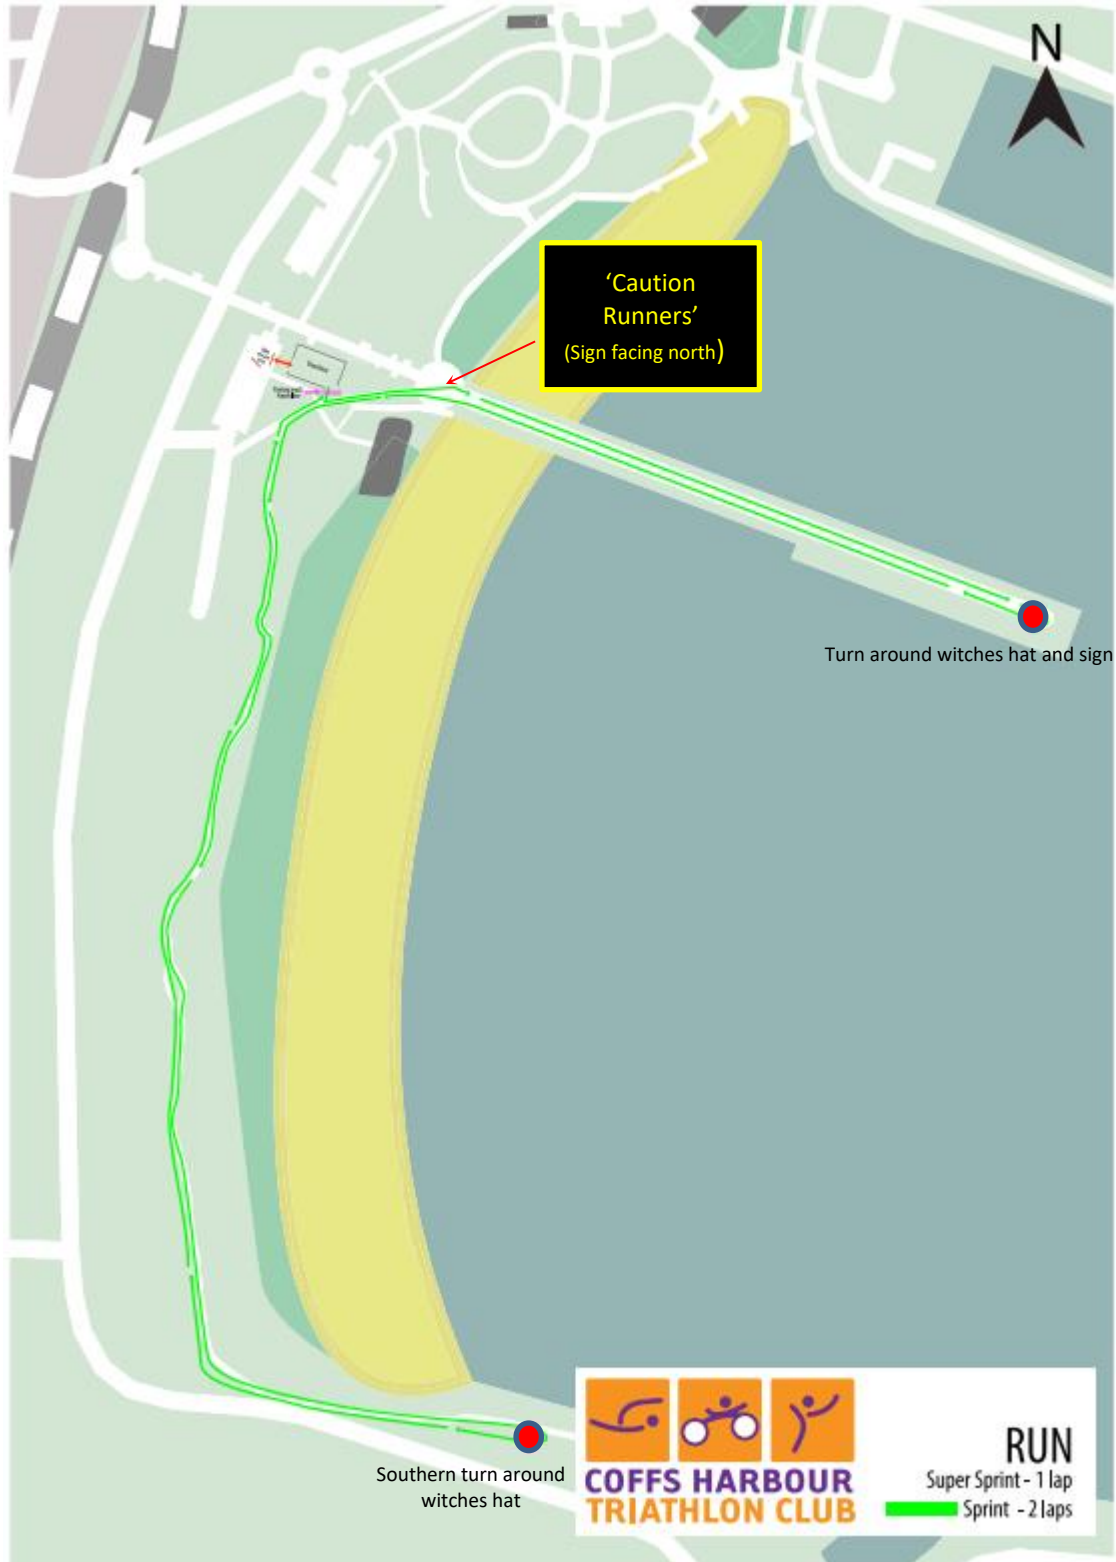 N
‘Caution
Runners’
(Sign facing north)
Turn around witches hat and sign
Southern turn around
witches hat
COFFS HARBOUR
TRIATHLON CLUB
RUN
Super Sprint - 1 lap
Sprint - 2 laps